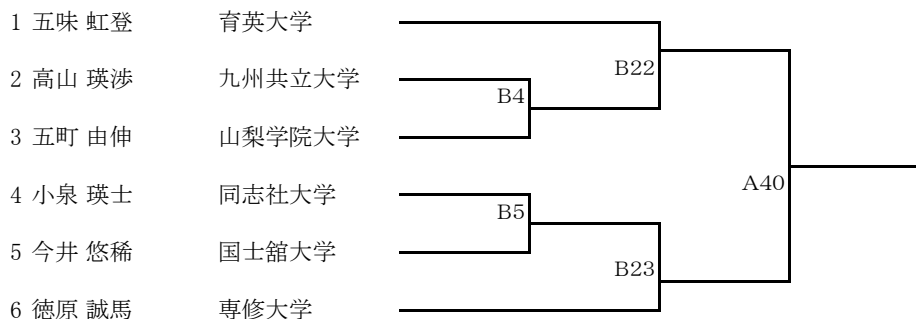 1 五味 虹登 育英大学
B22
2 高山 瑛渉 九州共立大学
B4
3 五町 由伸 山梨学院大学
A40
4 小泉 瑛士 同志社大学
B5
5 今井 悠稀 国士舘大学
B23
6 徳原 誠馬 専修大学